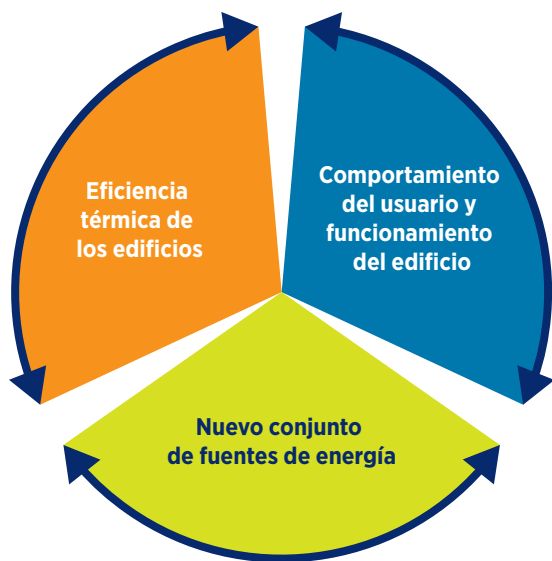 Eficiencia
térmica de
los edificios
Comportamiento
del usuario y
funcionamiento
del edificio
Nuevo conjunto
de fuentes de energía